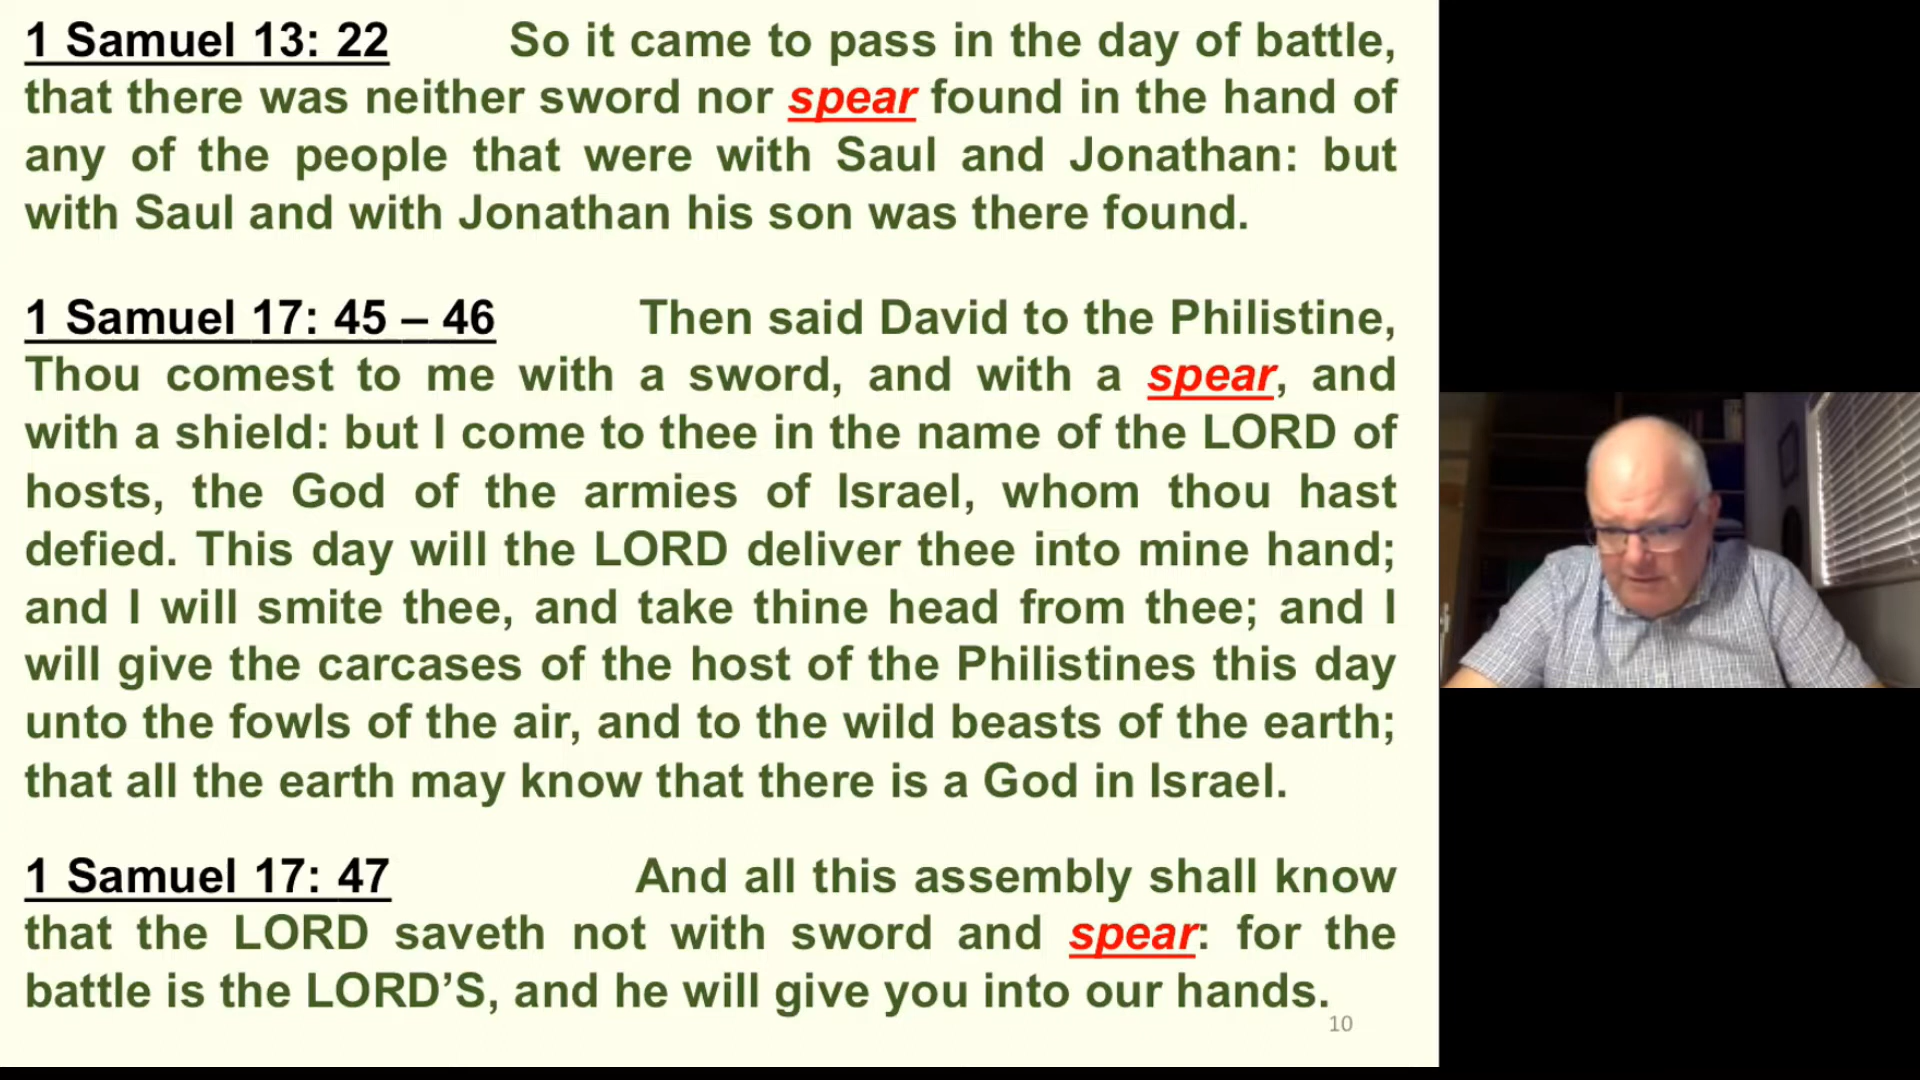 1 Samuel 13: 22 So it came to pass in the day of battle,
that there was neither sword nor spear found in the hand of
any of the people that were with Saul and Jonathan: but
with Saul and with Jonathan his son was there found.
1 Samuel 17: 45 – 46 Then said David to the Philistine,
Thou comest to me with a sword, and with a spear, and
with a shield: but I come to thee in the name of the LORD of
hosts, the God of the armies of Israel, whom thou hast
defied. This day will the LORD deliver thee into mine hand;
and I will smite thee, and take thine head from thee; and I
will give the carcases of the host of the Philistines this day
unto the fowls of the air, and to the wild beasts of the earth;
that all the earth may know that there is a God in Israel.
1 Samuel 17: 47 And all this assembly shall know
that the LORD saveth not with sword and spear: for the
battle is the LORD’S, and he will give you into our hands.
10